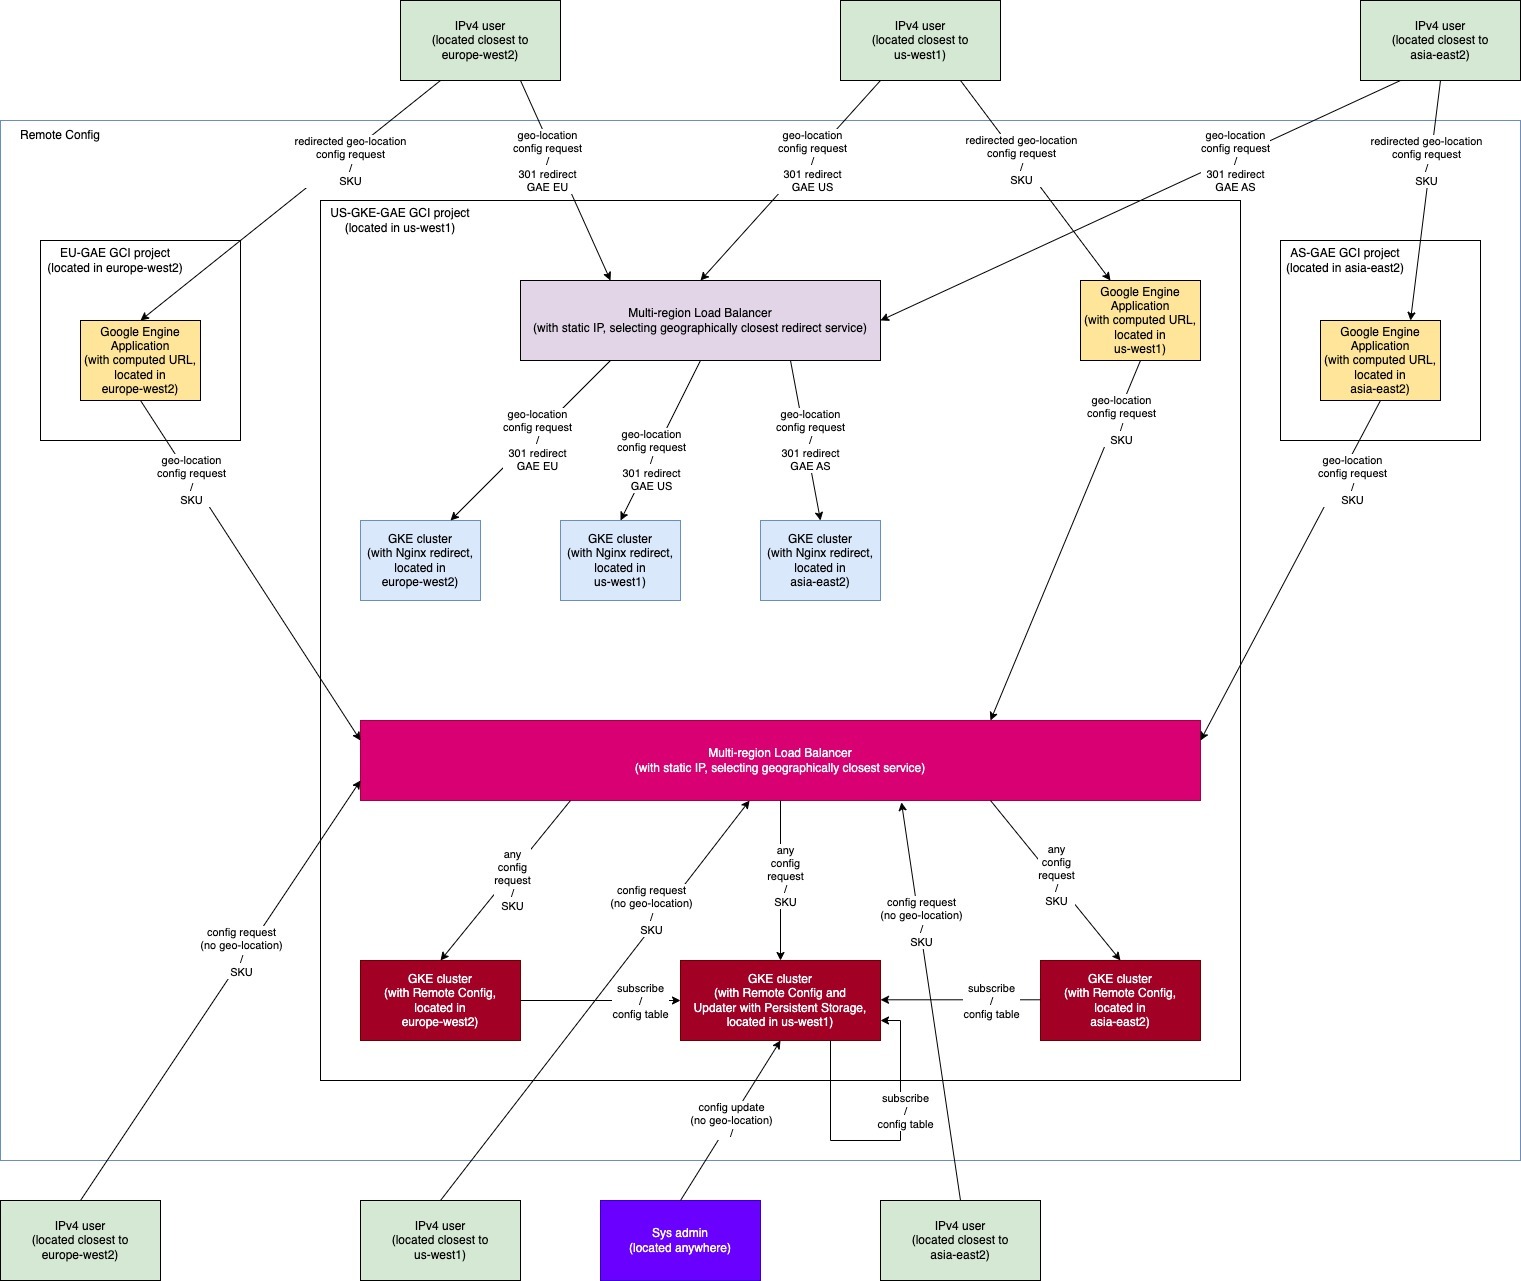 IPv4 user
(located closest to
europe-west2)
IPv4 user
(located closest to
us-west1)
IPv4 user
(located closest to
asia-east2)
Remote Config
redirected geo-location
config request
/
SKU
geo-location
config request
/
301 redirect
GAE EU
geo-location
config request
/
301 redirect
GAE US
redirected geo-location
config request
/
SKU
geo-location
config request
/
301 redirect
GAE AS
redirected geo-location
config request
/
SKU
US-GKE-GAE GCI project
(located in us-west1)
EU-GAE GCI project
(located in europe-west2)
AS-GAE GCI project
(located in asia-east2)
Google Engine
Application
(with computed URL,
located in
europe-west2)
Multi-region Load Balancer
(with static IP, selecting geographically closest redirect service)
Google Engine
Application
(with computed URL,
located in
us-west1)
Google Engine
Application
(with computed URL,
located in
asia-east2)
geo-location
config request
/
301 redirect
GAE EU
geo-location
config request
/
301 redirect
GAE US
geo-location
config request
/
301 redirect
GAE AS
geo-location
config request
/
SKU
geo-location
config request
/
SKU
geo-location
config request
/
SKU
GKE cluster
(with Nginx redirect,
located in
europe-west2)
GKE cluster
(with Nginx redirect,
located in
us-west1)
GKE cluster
(with Nginx redirect,
located in
asia-east2)
Multi-region Load Balancer
(with static IP, selecting geographically closest service)
any
config
request
/
SKU
config request
(no geo-location)
/
SKU
any
config
request
/
SKU
config request
(no geo-location)
/
SKU
any
config
request
/
SKU
config request
(no geo-location)
/
SKU
GKE cluster
(with Remote Config,
located in
europe-west2)
subscribe
/
config table
GKE cluster
(with Remote Config and
Updater with Persistent Storage,
located in us-west1)
subscribe
/
config table
GKE cluster
(with Remote Config,
located in
asia-east2)
config update
(no geo-location)
/
subscribe
/
config table
IPv4 user
(located closest to
europe-west2)
IPv4 user
(located closest to
us-west1)
Sys admin
(located anywhere)
IPv4 user
(located closest to
asia-east2)